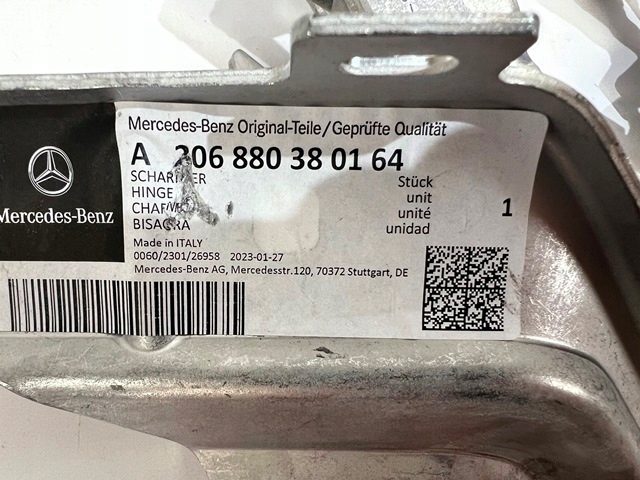 Mercedes-Benz Original-Teile/Geprüfte Qualität
A 206 880 38 01 64
HINGE
BISAGRA
Stück
unit
unité
unidad
1
Made in ITALY
0060/2301/26958 2023-01-27
Mercedes-Benz AG, Mercedesstr.120, 70372 Stuttgart, DE
Mercedes-Benz